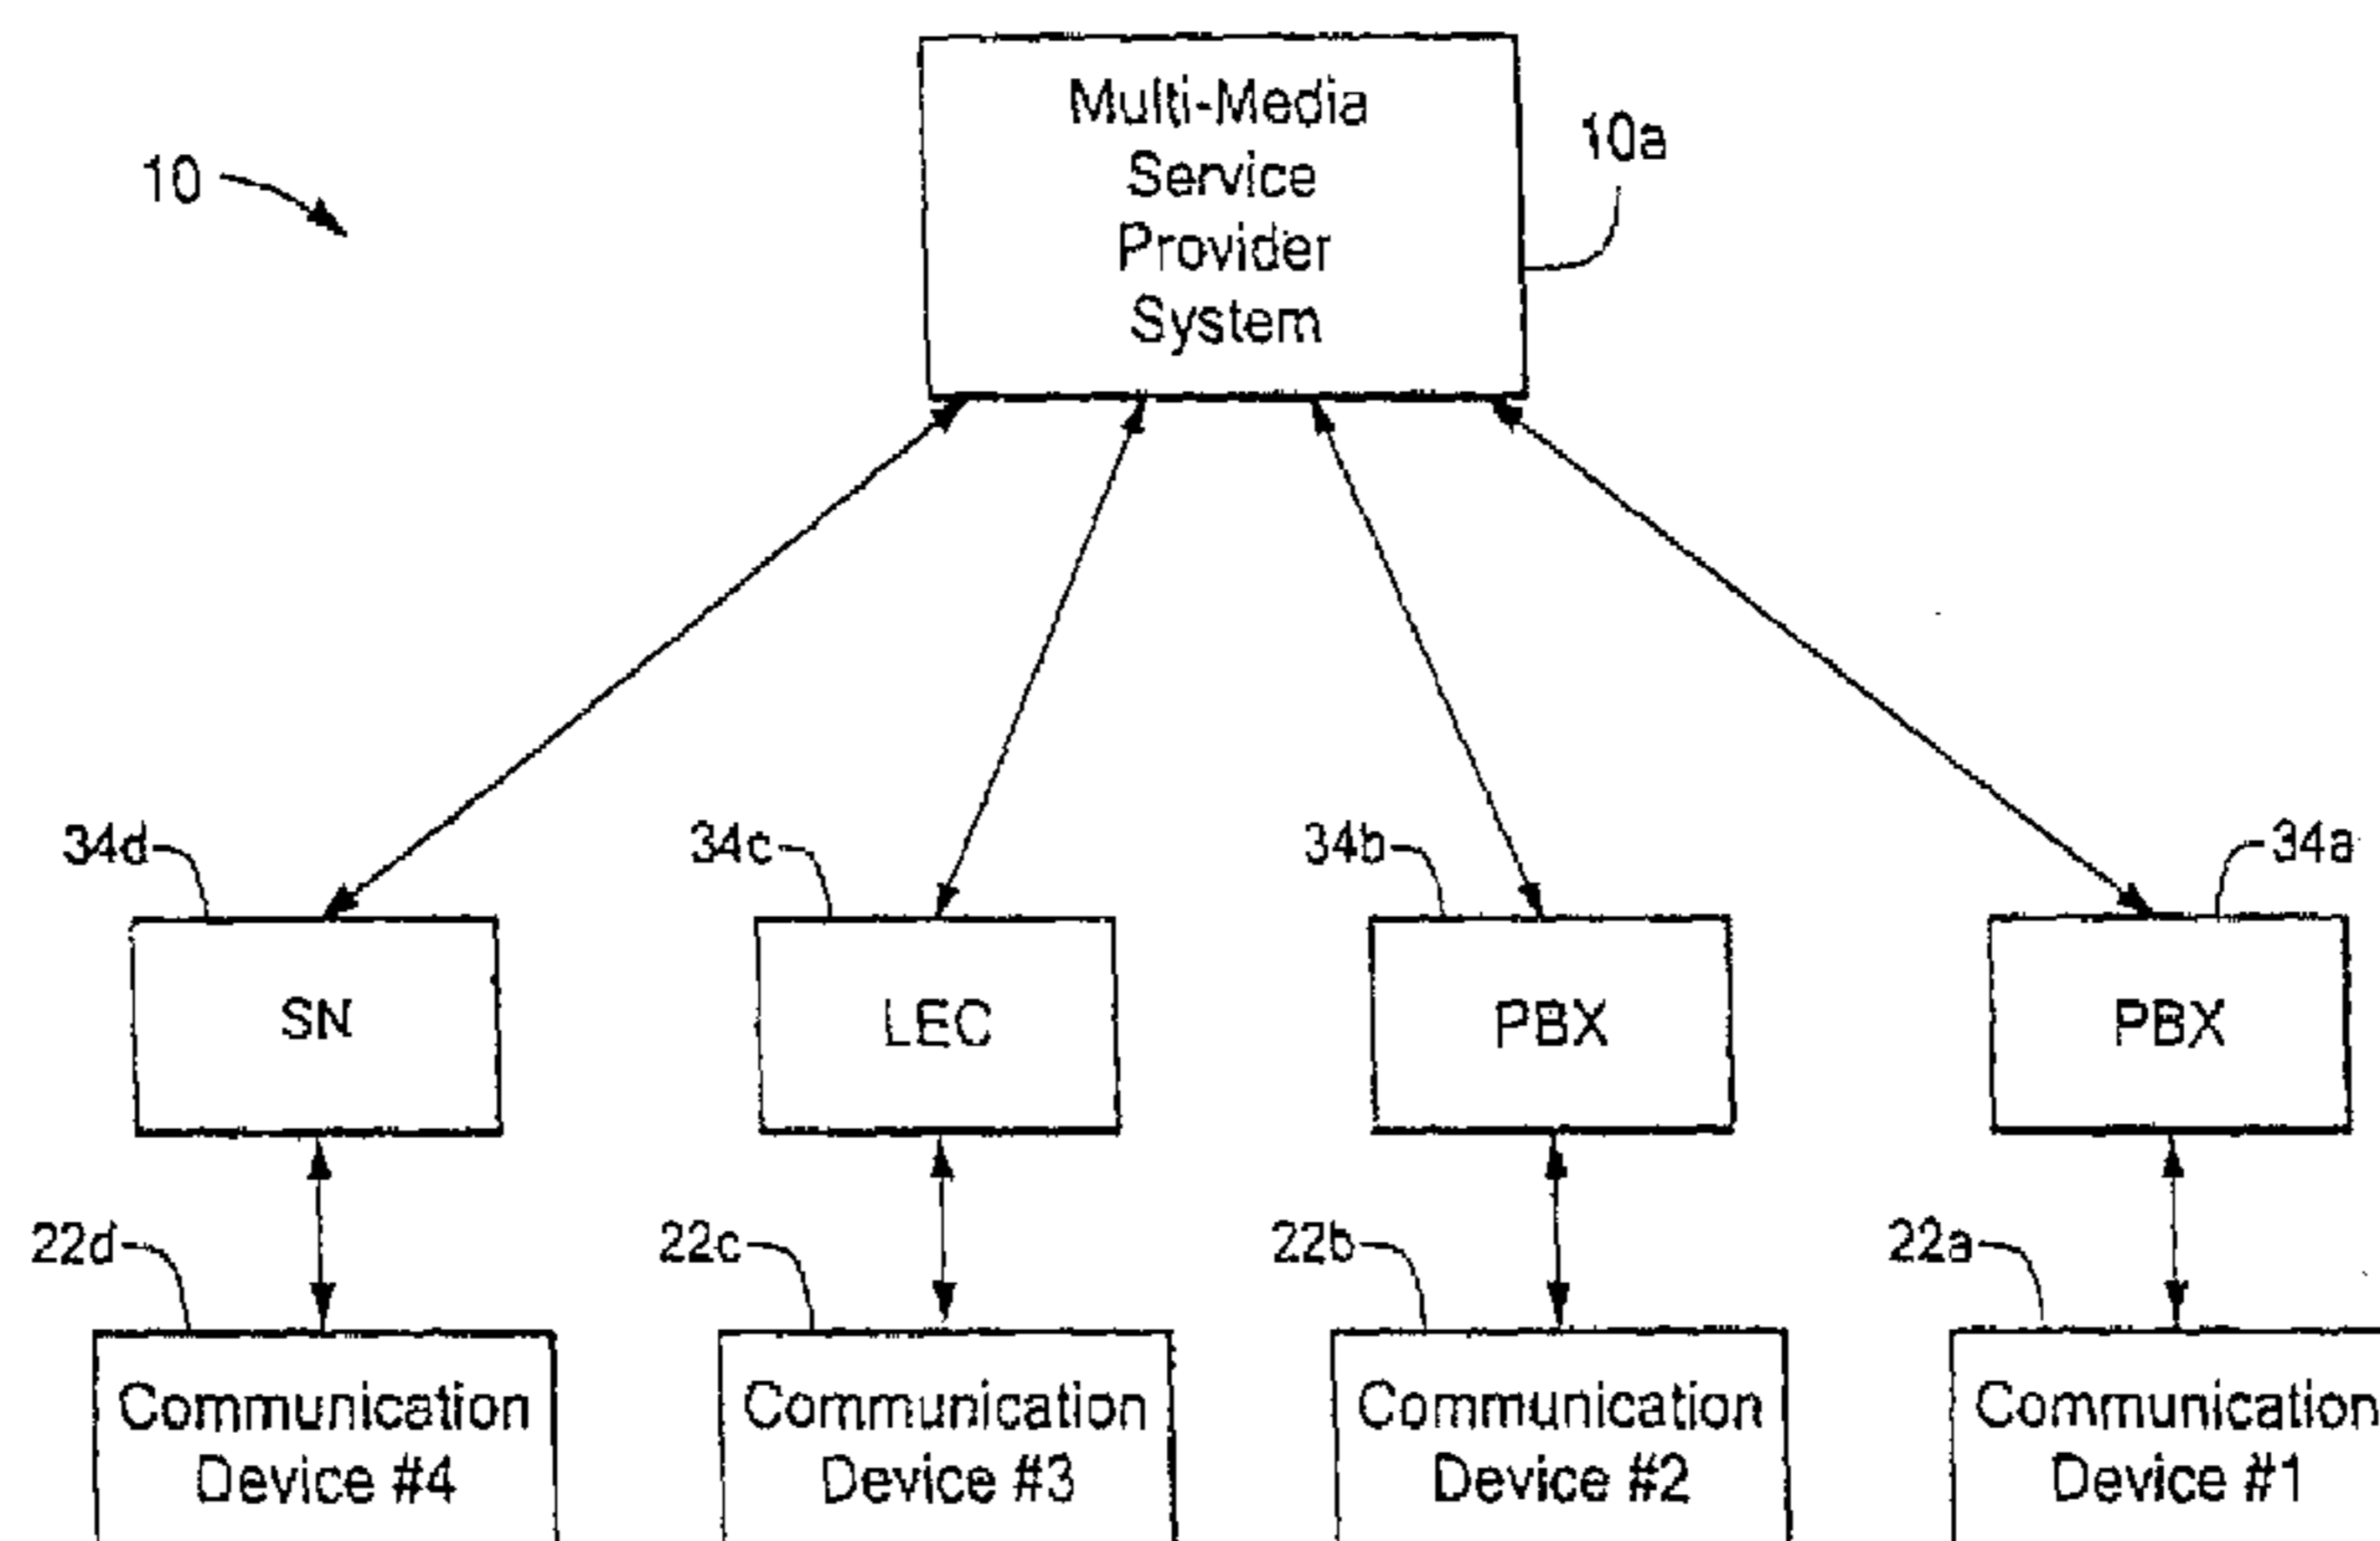 Multi-Media
Service
Provider
System
10a
10
34d
34c
34b
34a
SN
LEC
PBX
PBX
22d
22c
22b
22a
Communication
Device #4
Communication
Device #3
Communication
Device #2
Communication
Device #1